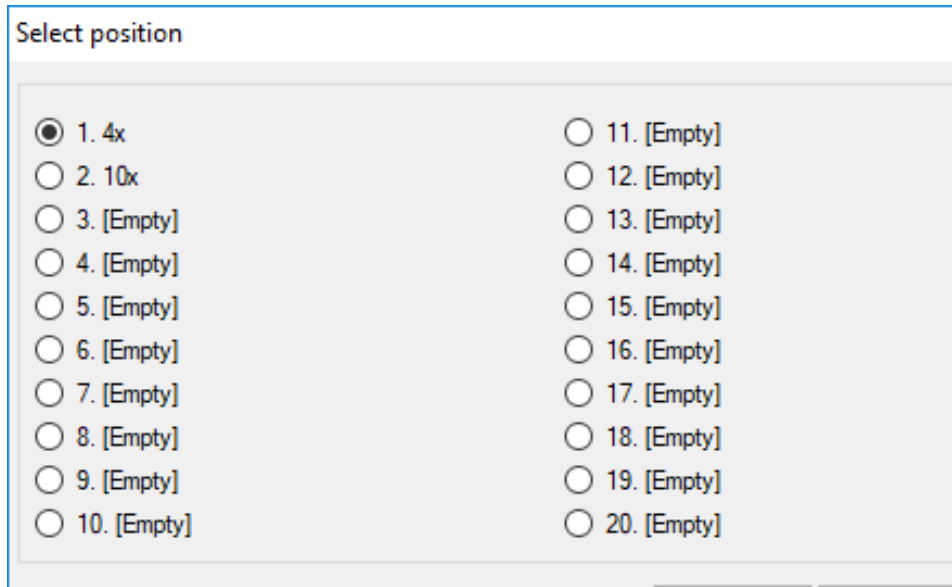 Select position
1. 4x
2. 10x
3. [Empty]
4. [Empty]
5. [Empty]
6. [Empty]
7. [Empty]
8. [Empty]
9. [Empty]
10. [Empty]
11. [Empty]
12. [Empty]
13. [Empty]
14. [Empty]
15. [Empty]
16. [Empty]
17. [Empty]
18. [Empty]
19. [Empty]
20. [Empty]